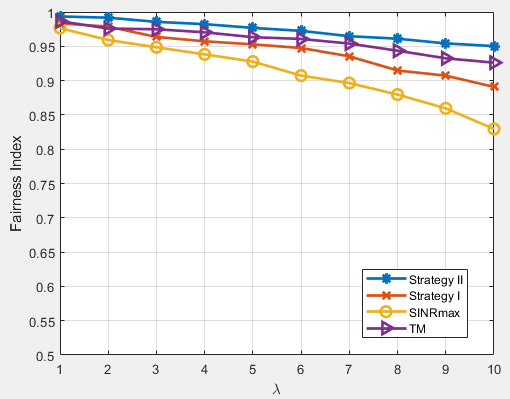 1
0.95
0.9
0.85
0.8
0.75
0.7
0.65
0.6
0.55
0.5
Fairness Index
1 2 3 4 5 6 7 8 9 10
λ
Strategy II
Strategy I
SINRmax
TM